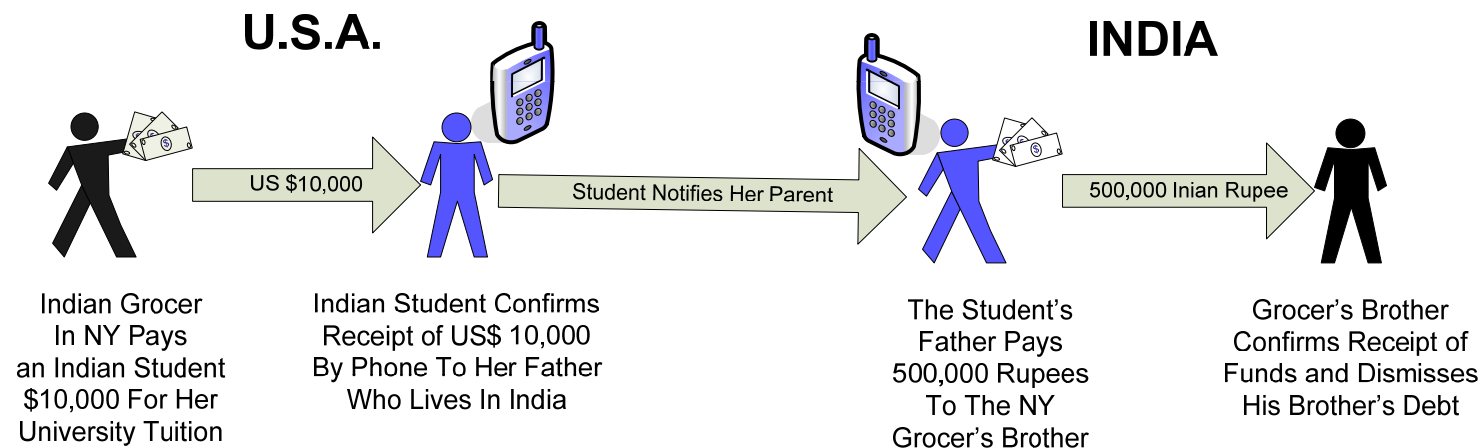 U.S.A.
INDIA
US $10,000
Student Notifies Her Parent
500,000 Inian Rupee
Indian Grocer
In NY Pays
an Indian Student
$10,000 For Her
University Tuition
Indian Student Confirms
Receipt of US$ 10,000
By Phone To Her Father
Who Lives In India
The Student's
Father Pays
500,000 Rupees
To The NY
Grocer's Brother
Grocer's Brother
Confirms Receipt of
Funds and Dismisses
His Brother's Debt